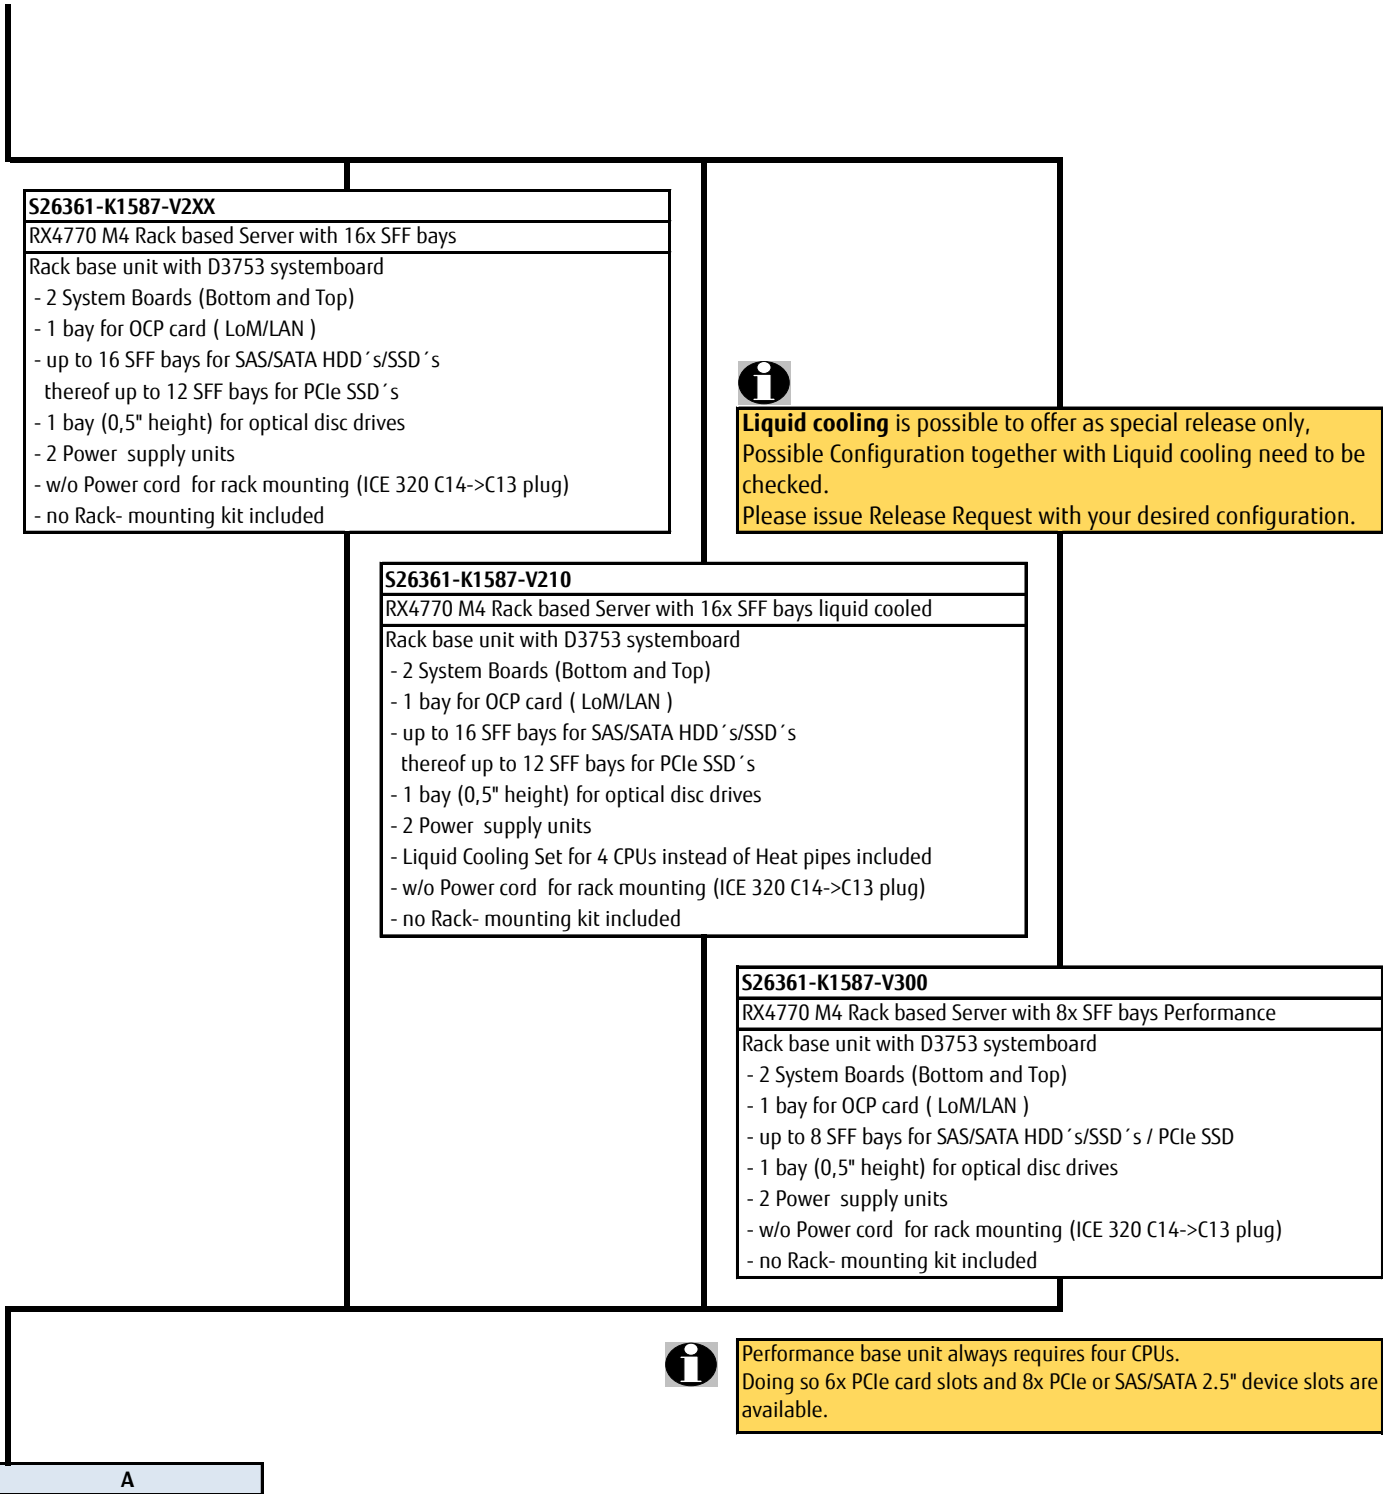 S26361-K1587-V2XX
RX4770 M4 Rack based Server with 16x SFF bays
Rack base unit with D3753 systemboard
- 2 System Boards (Bottom and Top)
- 1 bay for OCP card ( LoM/LAN )
- up to 16 SFF bays for SAS/SATA HDD´s/SSD´s
thereof up to 12 SFF bays for PCIe SSD´s
- 1 bay (0,5" height) for optical disc drives
- 2 Power supply units
- w/o Power cord for rack mounting (ICE 320 C14->C13 plug)
- no Rack- mounting kit included
Liquid cooling is possible to offer as special release only,
Possible Configuration together with Liquid cooling need to be
checked.
Please issue Release Request with your desired configuration.
S26361-K1587-V210
RX4770 M4 Rack based Server with 16x SFF bays liquid cooled
Rack base unit with D3753 systemboard
- 2 System Boards (Bottom and Top)
- 1 bay for OCP card ( LoM/LAN )
- up to 16 SFF bays for SAS/SATA HDD´s/SSD´s
thereof up to 12 SFF bays for PCIe SSD´s
- 1 bay (0,5" height) for optical disc drives
- 2 Power supply units
- Liquid Cooling Set for 4 CPUs instead of Heat pipes included
- w/o Power cord for rack mounting (ICE 320 C14->C13 plug)
- no Rack- mounting kit included
S26361-K1587-V300
RX4770 M4 Rack based Server with 8x SFF bays Performance
Rack base unit with D3753 systemboard
- 2 System Boards (Bottom and Top)
- 1 bay for OCP card ( LoM/LAN )
- up to 8 SFF bays for SAS/SATA HDD´s/SSD´s / PCIe SSD
- 1 bay (0,5" height) for optical disc drives
- 2 Power supply units
- w/o Power cord for rack mounting (ICE 320 C14->C13 plug)
- no Rack- mounting kit included
Performance base unit always requires four CPUs.
Doing so 6x PCIe card slots and 8x PCIe or SAS/SATA 2.5" device slots are
available.
A